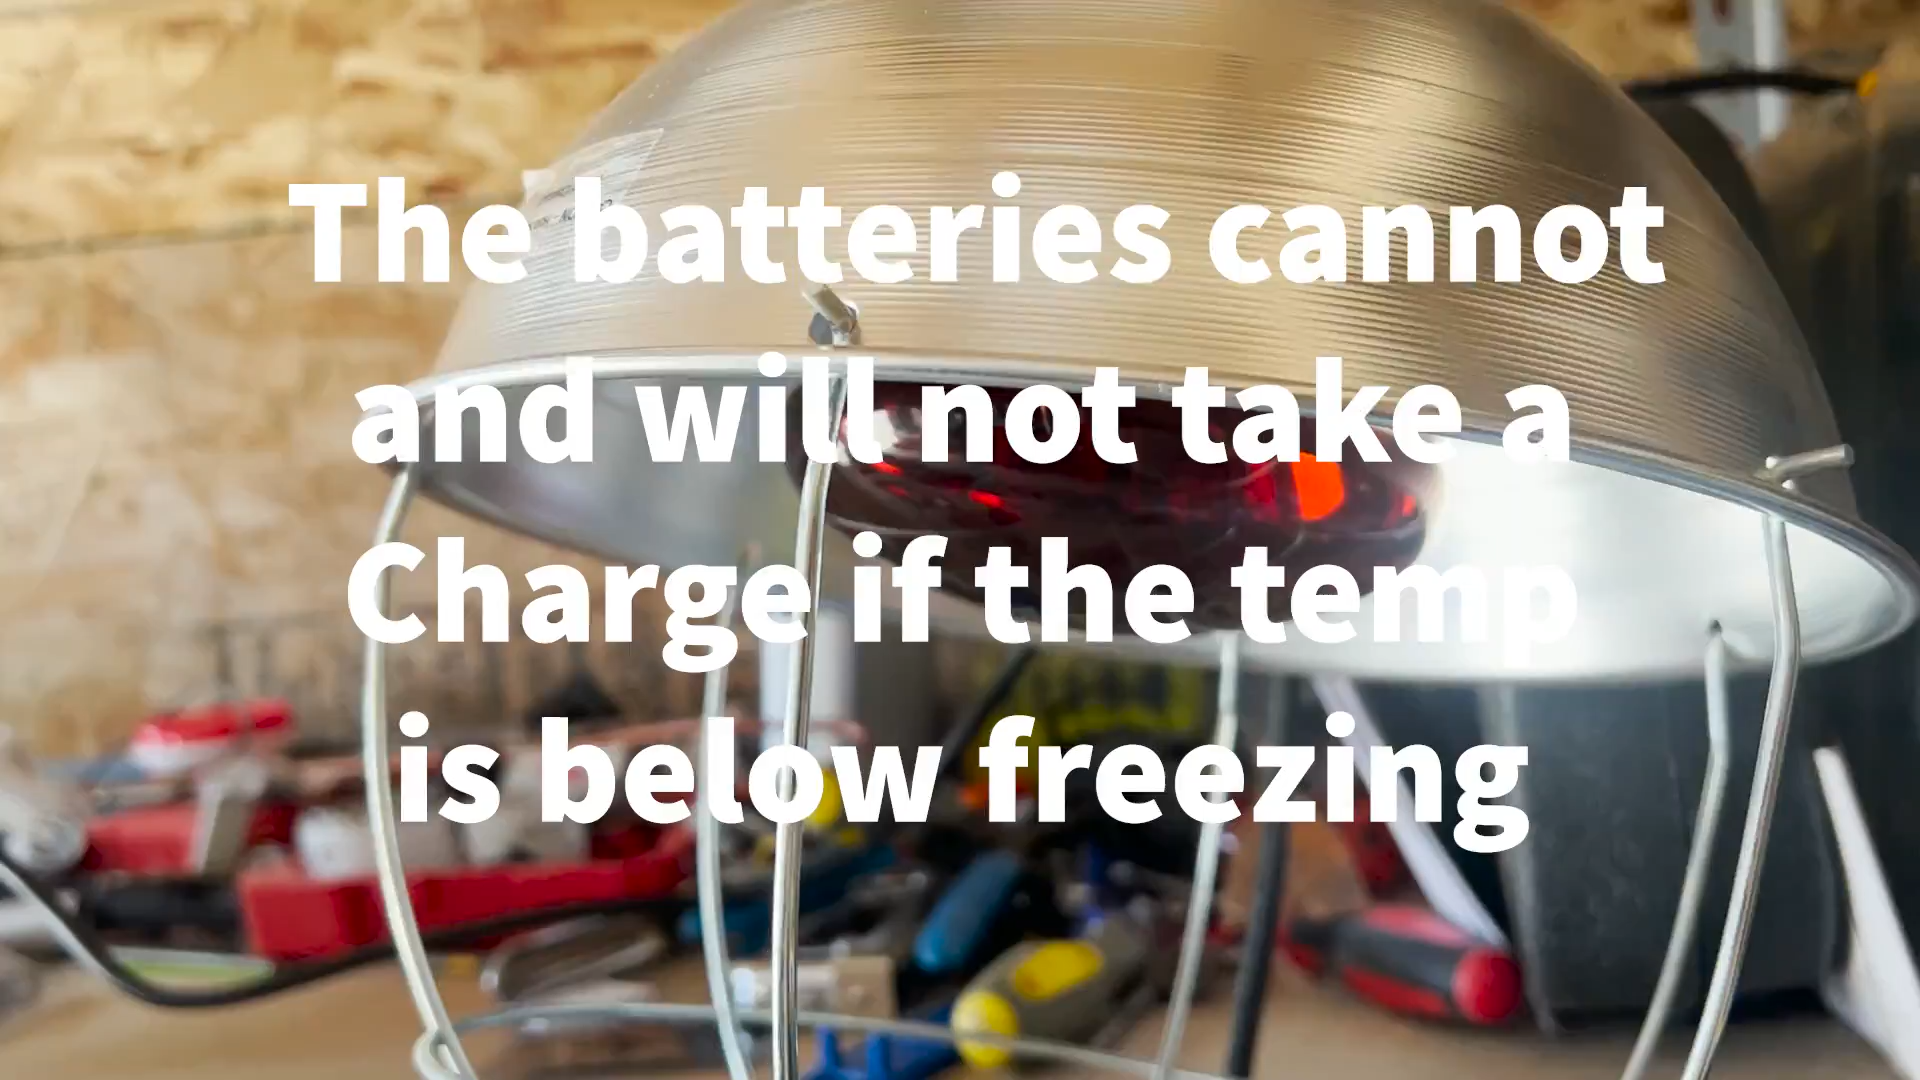 The batteries cannot
and will not take a
Charge if the temp
is below freezing